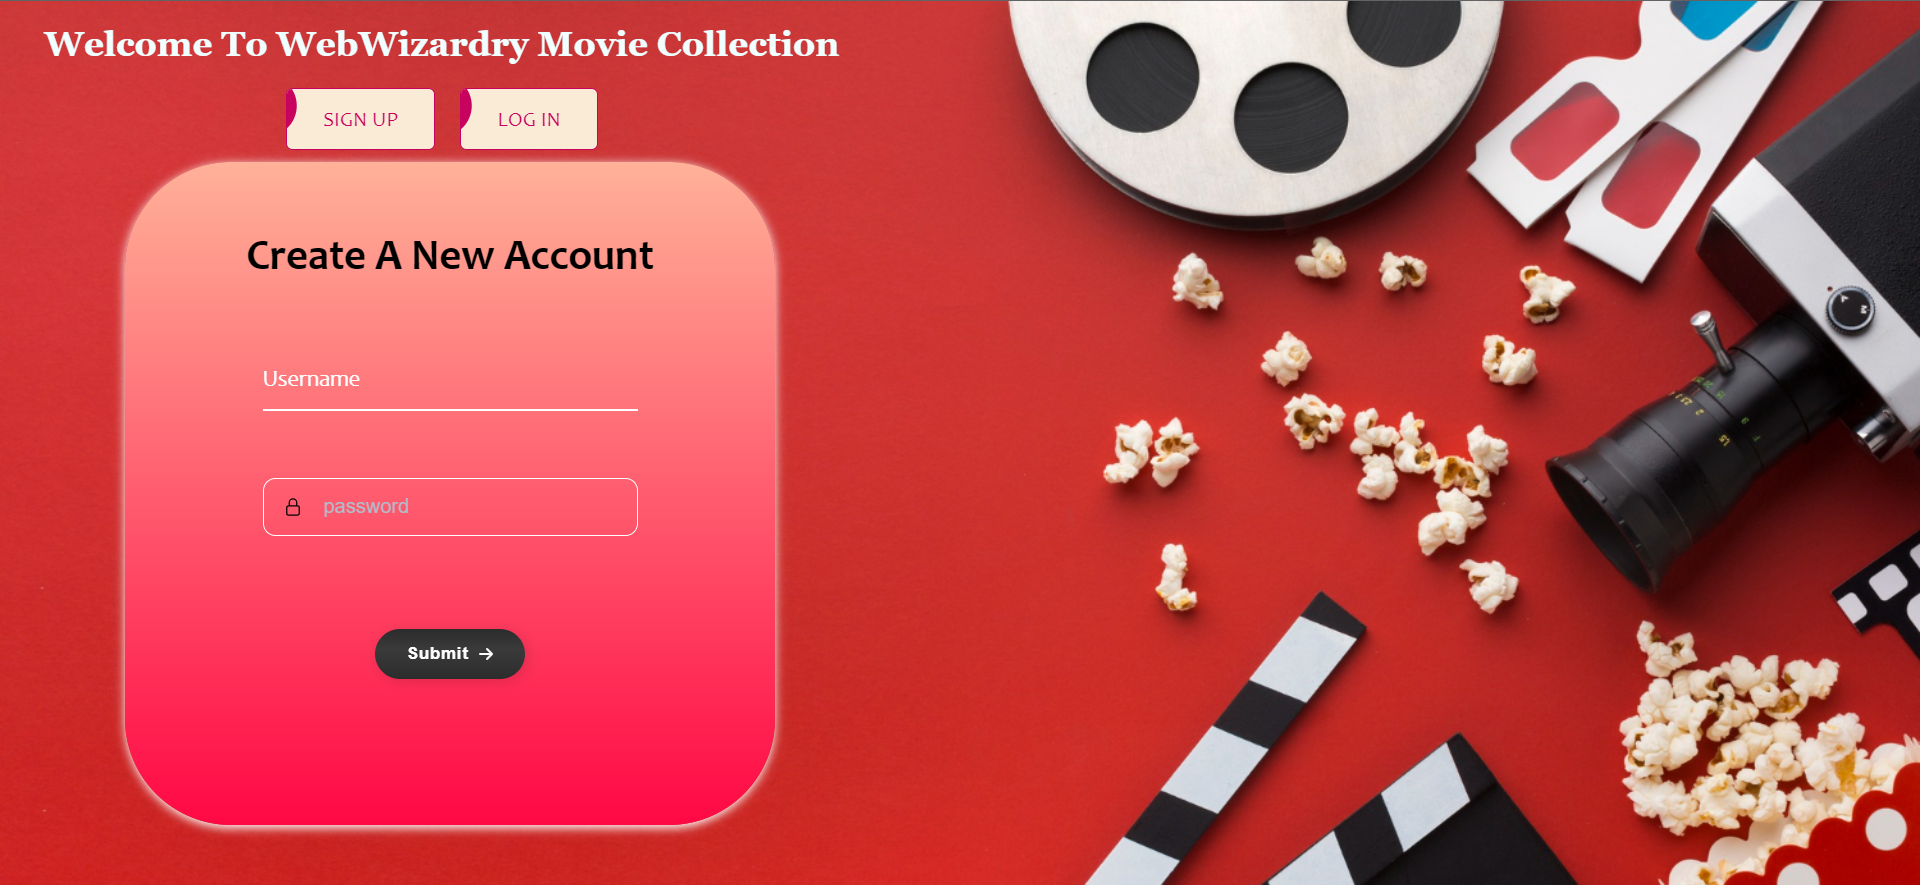 Welcome To WebWizardry Movie Collection
SIGN UP
LOG IN
Create A New Account
Username
password
Submit